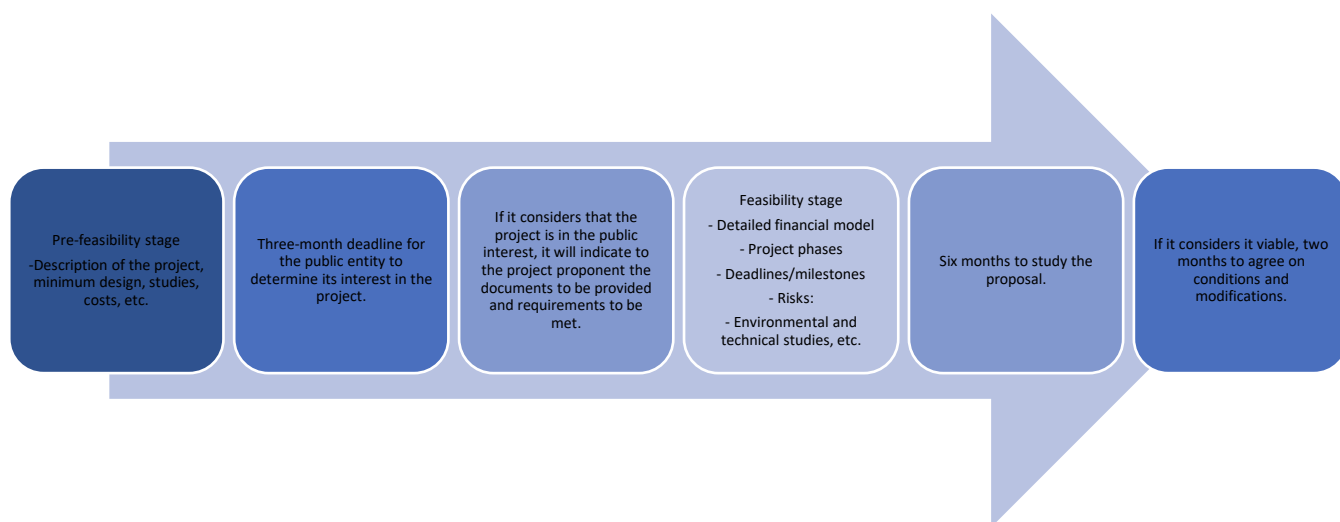 Pre-feasibility stage
-Description of the project,
minimum design, studies,
costs, etc.
Three-month deadline for
the public entity to
determine its interest in the
project.
If it considers that the
project is in the public
interest, it will indicate to
the project proponent the
documents to be provided
and requirements to be
met.
Feasibility stage
- Detailed financial model
- Project phases
- Deadlines/milestones
- Risks:
- Environmental and
technical studies, etc.
Six months to study the
proposal.
If it considers it viable, two
months to agree on
conditions and
modifications.